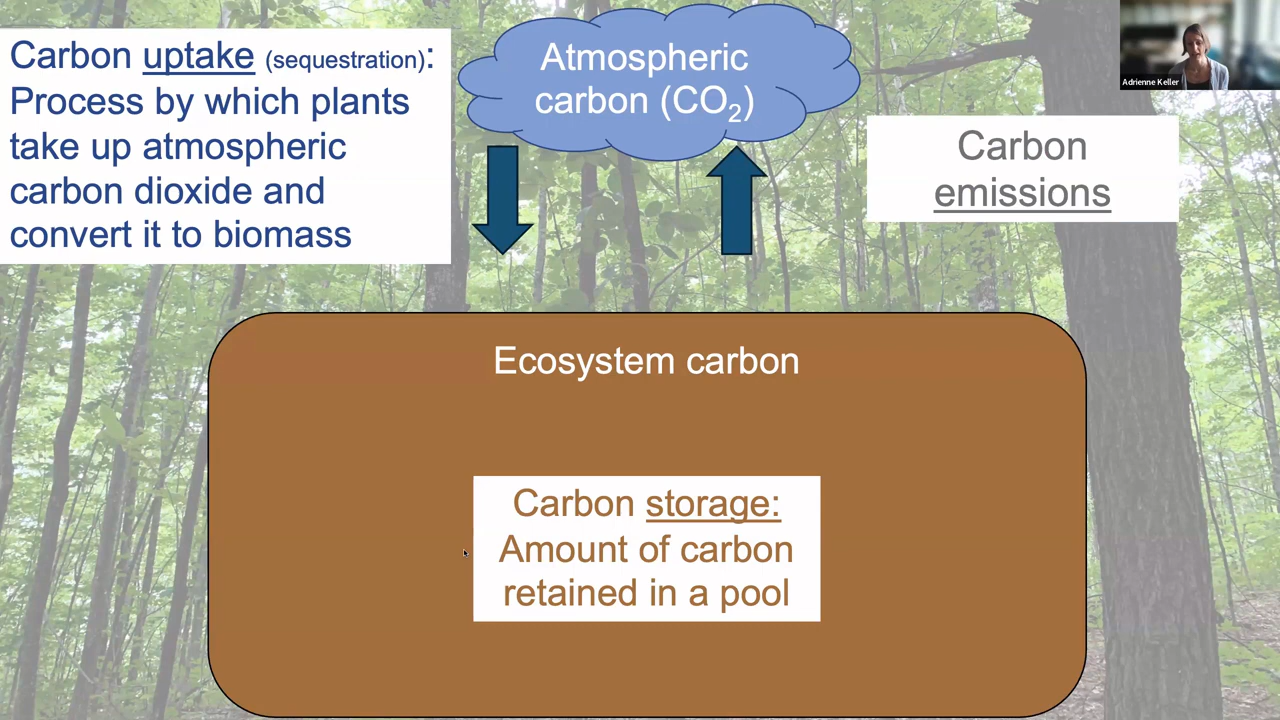 Carbon uptake (sequestration):
Process by which plants
take up atmospheric
carbon dioxide and
convert it to biomass
Atmospheric
carbon (CO₂)
Adrienne Keller
Carbon
emissions
Ecosystem carbon
Carbon storage:
Amount of carbon
retained in a pool